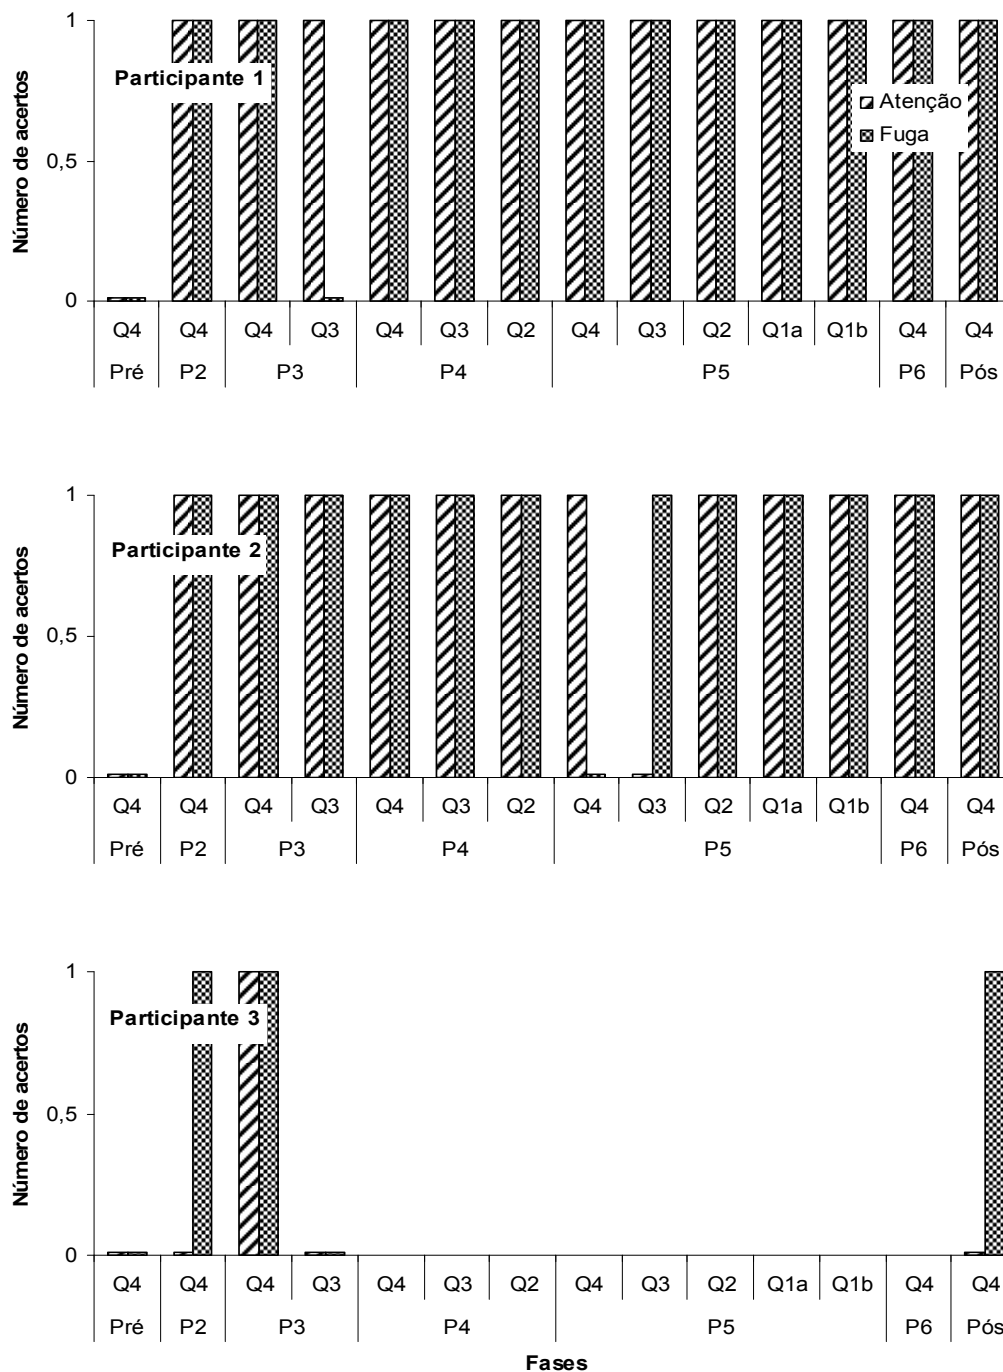 1
Participante 1
Atenção
Fuga
0,5
Número de acertos
0
Q4 Q4 Q4 Q3 Q4 Q3 Q2 Q4 Q3 Q2 Q1a Q1b Q4 Q4
Pré P2 P3 P4 P5 P6 Pós
1
Participante 2
0,5
Número de acertos
0
Q4 Q4 Q4 Q3 Q4 Q3 Q2 Q4 Q3 Q2 Q1a Q1b Q4 Q4
Pré P2 P3 P4 P5 P6 Pós
1
Participante 3
0,5
Número de acertos
0
Q4 Q4 Q4 Q3 Q4 Q3 Q2 Q4 Q3 Q2 Q1a Q1b Q4 Q4
Pré P2 P3 P4 P5 P6 Pós
Fases